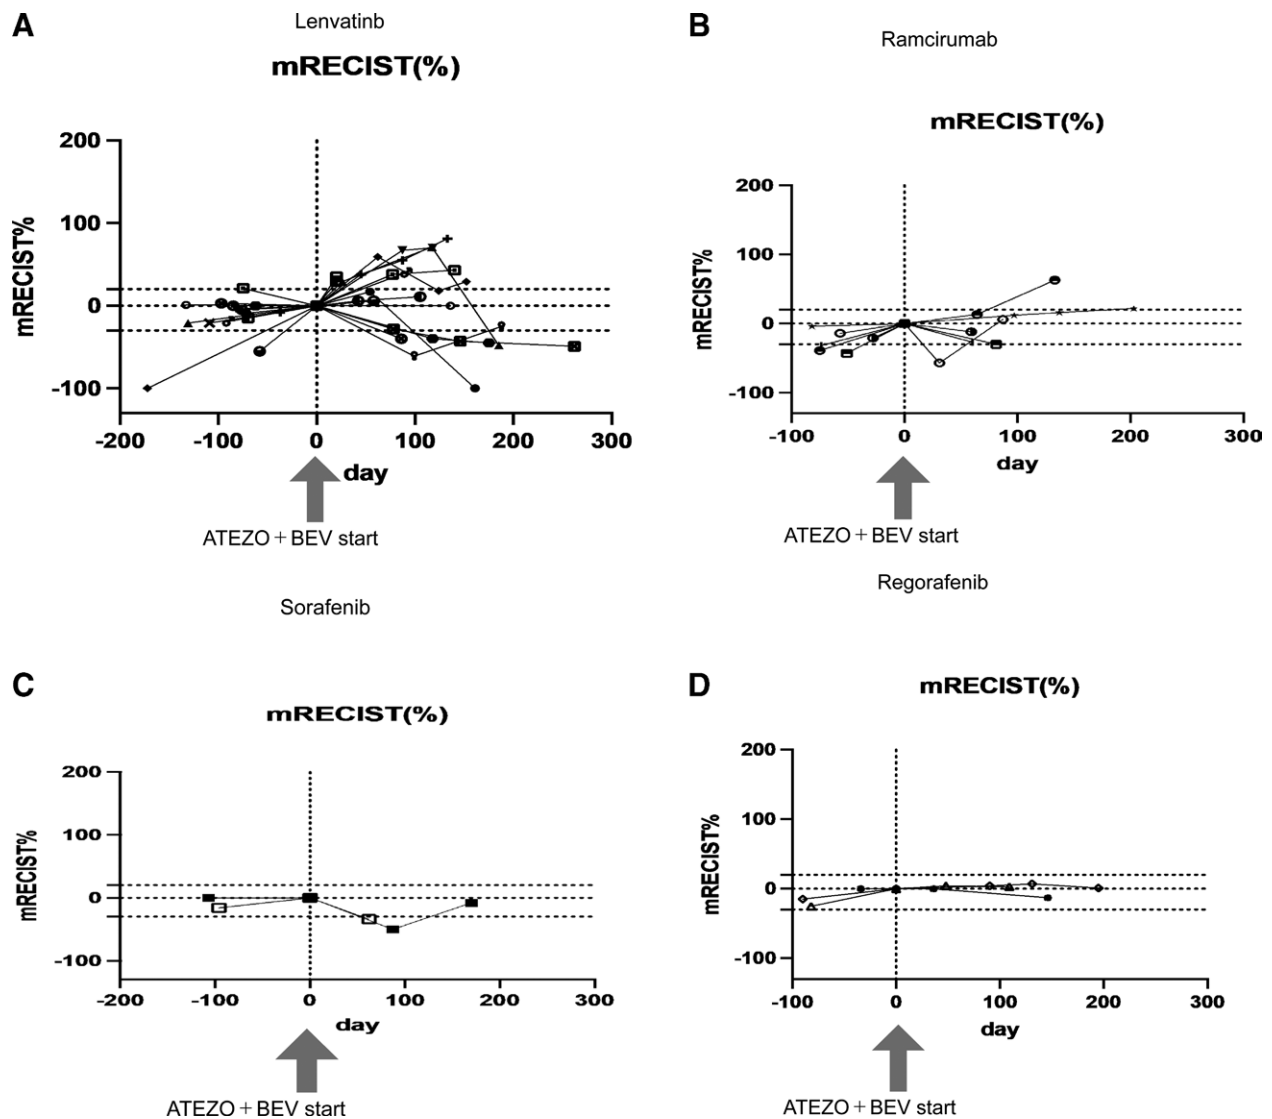 A
Lenvatinb
mRECIST(%)
mRECIST%
200
100
0
-100
-200 -100 0 100 200 300
day
ATEZO+BEV start
B
Ramcirumab
mRECIST(%)
mRECIST%
200
100
0
-100
-100 0 100 200 300
day
ATEZO+BEV start
C
Sorafenib
mRECIST(%)
mRECIST%
200
100
0
-100
-200 -100 0 100 200 300
day
ATEZO+BEV start
D
Regorafenib
mRECIST(%)
mRECIST%
200
100
0
-100
-100 0 100 200 300
day
ATEZO+BEV start